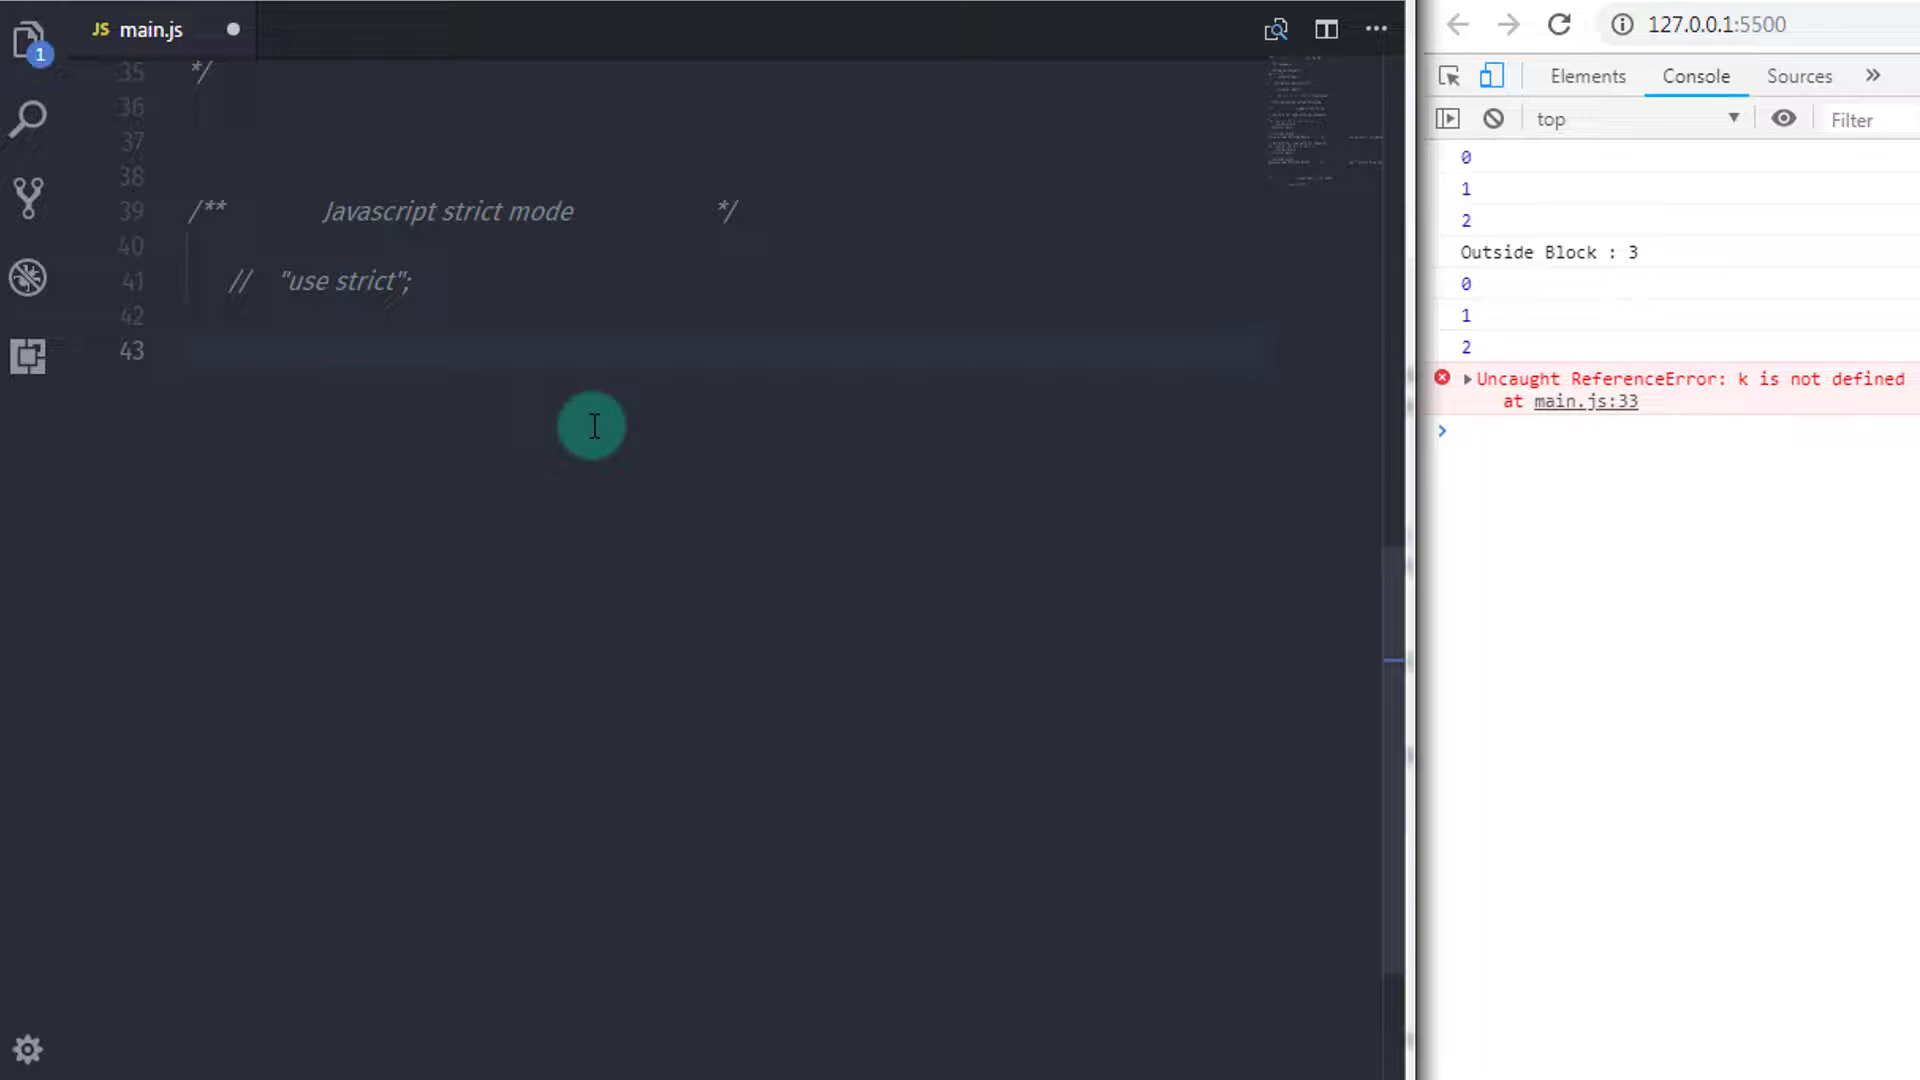 1
JS main.js
35 */
36
37
38
39 /** Javascript strict mode */
40
41 // "use strict";
42
43
127.0.0.1:5500
Elements Console Sources »
top Filter
0
1
2
Outside Block : 3
0
1
2
Uncaught ReferenceError: k is not defined
at main.js:33